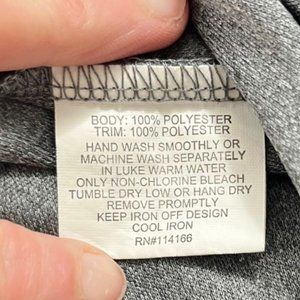 BODY: 100% POLYESTER
TRIM: 100% POLYESTER
HAND WASH SMOOTHLY OR
MACHINE WASH SEPARATELY
IN LUKE WARM WATER
ONLY NON-CHLORINE BLEACH
TUMBLE DRY LOW OR HANG DRY
REMOVE PROMPTLY
KEEP IRON OFF DESIGN
COOL IRON
RN#114166